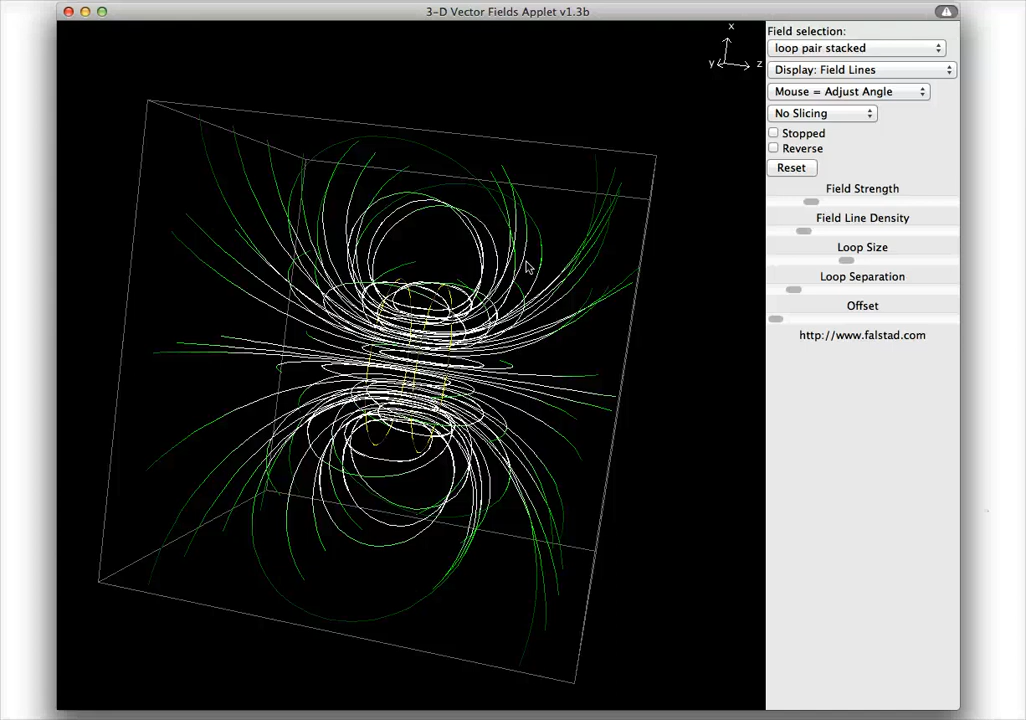 3-D Vector Fields Applet v1.3b
x
y
z
Field selection:
loop pair stacked
Display: Field Lines
Mouse = Adjust Angle
No Slicing
Stopped
Reverse
Reset
Field Strength
Field Line Density
Loop Size
Loop Separation
Offset
http://www.falstad.com